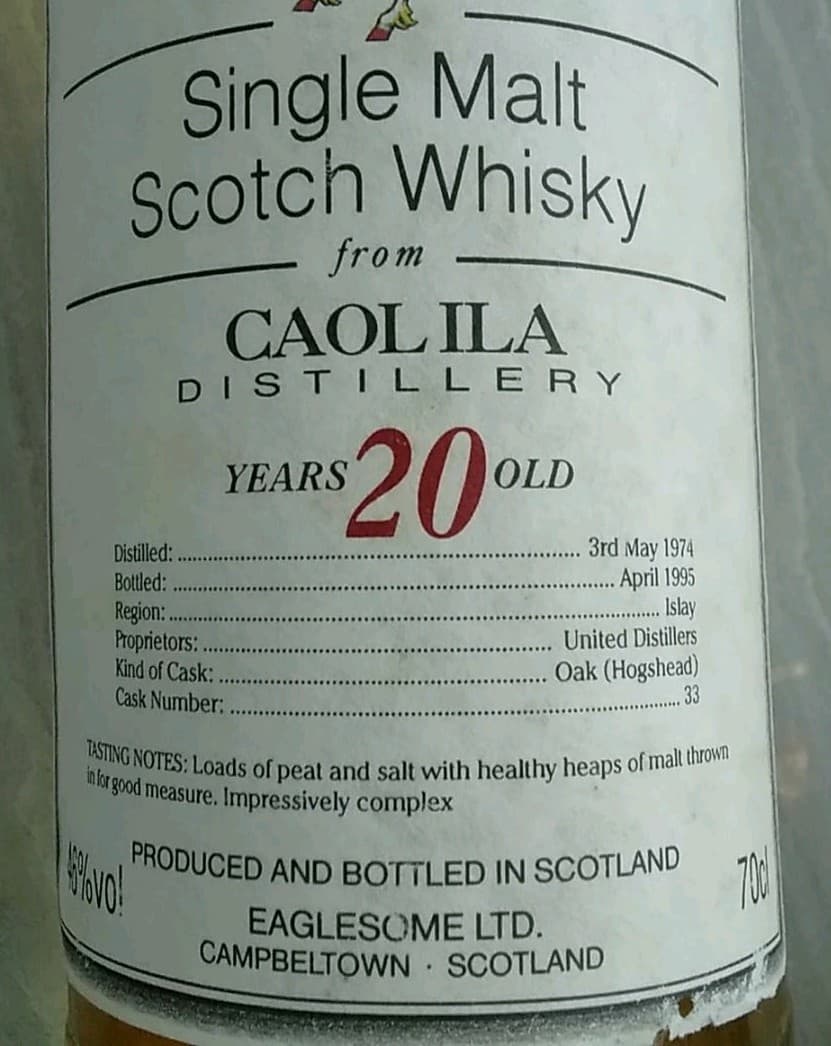 Single Malt
Scotch Whisky
from
CAOL ILA
DISTILLERY
YEARS 20 OLD
Distilled: ........................................ 3rd May 1974
Bottled: ........................................ April 1995
Region: ........................................ Islay
Proprietors: ........................................ United Distillers
Kind of Cask: ........................................ Oak (Hogshead)
Cask Number: ........................................ 33
TASTING NOTES: Loads of peat and salt with healthy heaps of malt thrown
in for good measure. Impressively complex
46%vol
PRODUCED AND BOTTLED IN SCOTLAND
70cl
EAGLESOME LTD.
CAMPBELTOWN · SCOTLAND